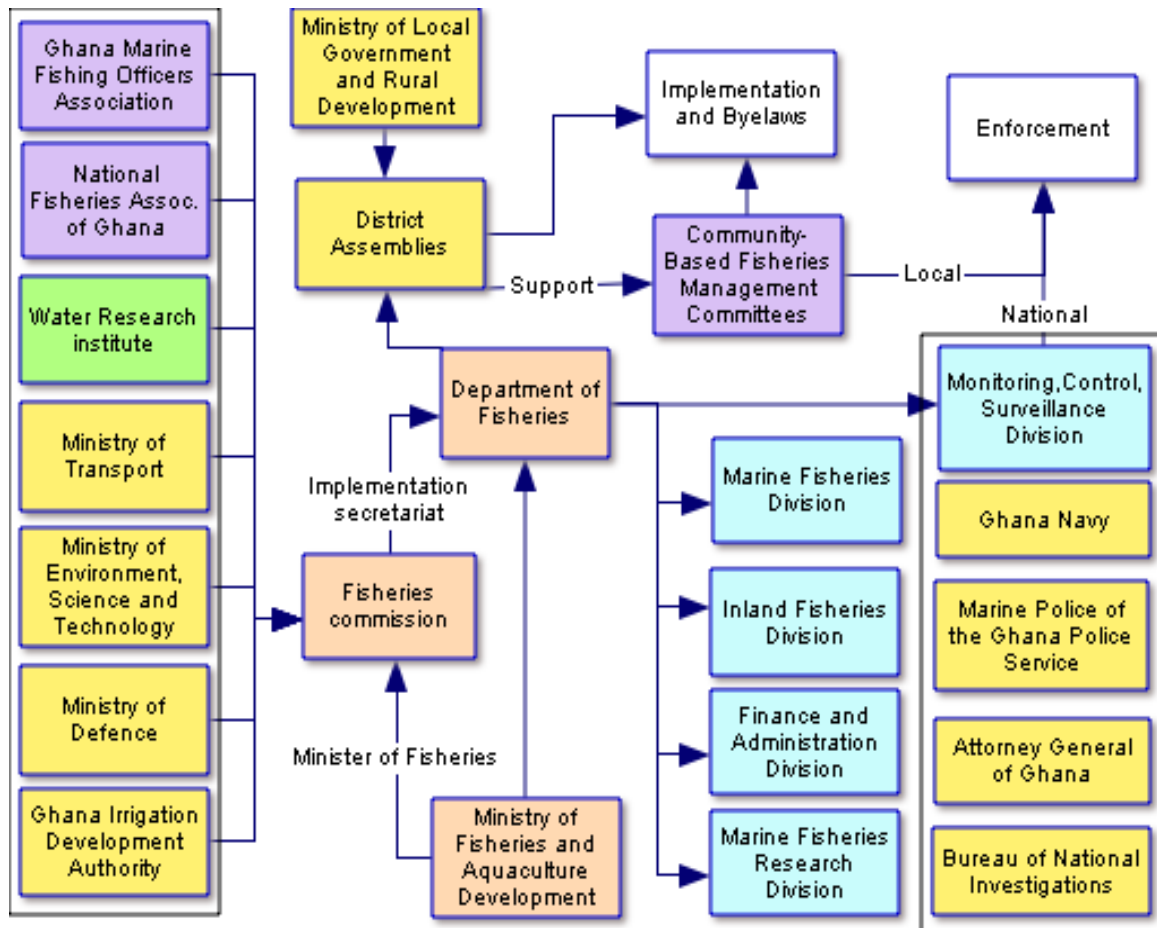 Ghana Marine
Fishing Officers
Association
National
Fisheries Assoc.
of Ghana
Water Research
institute
Ministry of
Transport
Ministry of
Environment,
Science and
Technology
Ministry of
Defence
Ghana Irrigation
Development
Authority
Ministry of Local
Government
and Rural
Development
District
Assemblies
Support
Implementation
and Byelaws
Community-
Based Fisheries
Management
Committees
Local
Enforcement
National
Department of
Fisheries
Implementation
secretariat
Fisheries
commission
Minister of Fisheries
Ministry of
Fisheries and
Aquaculture
Development
Marine Fisheries
Division
Inland Fisheries
Division
Finance and
Administration
Division
Marine Fisheries
Research
Division
Monitoring,Control,
Surveillance
Division
Ghana Navy
Marine Police of
the Ghana Police
Service
Attorney General
of Ghana
Bureau of National
Investigations